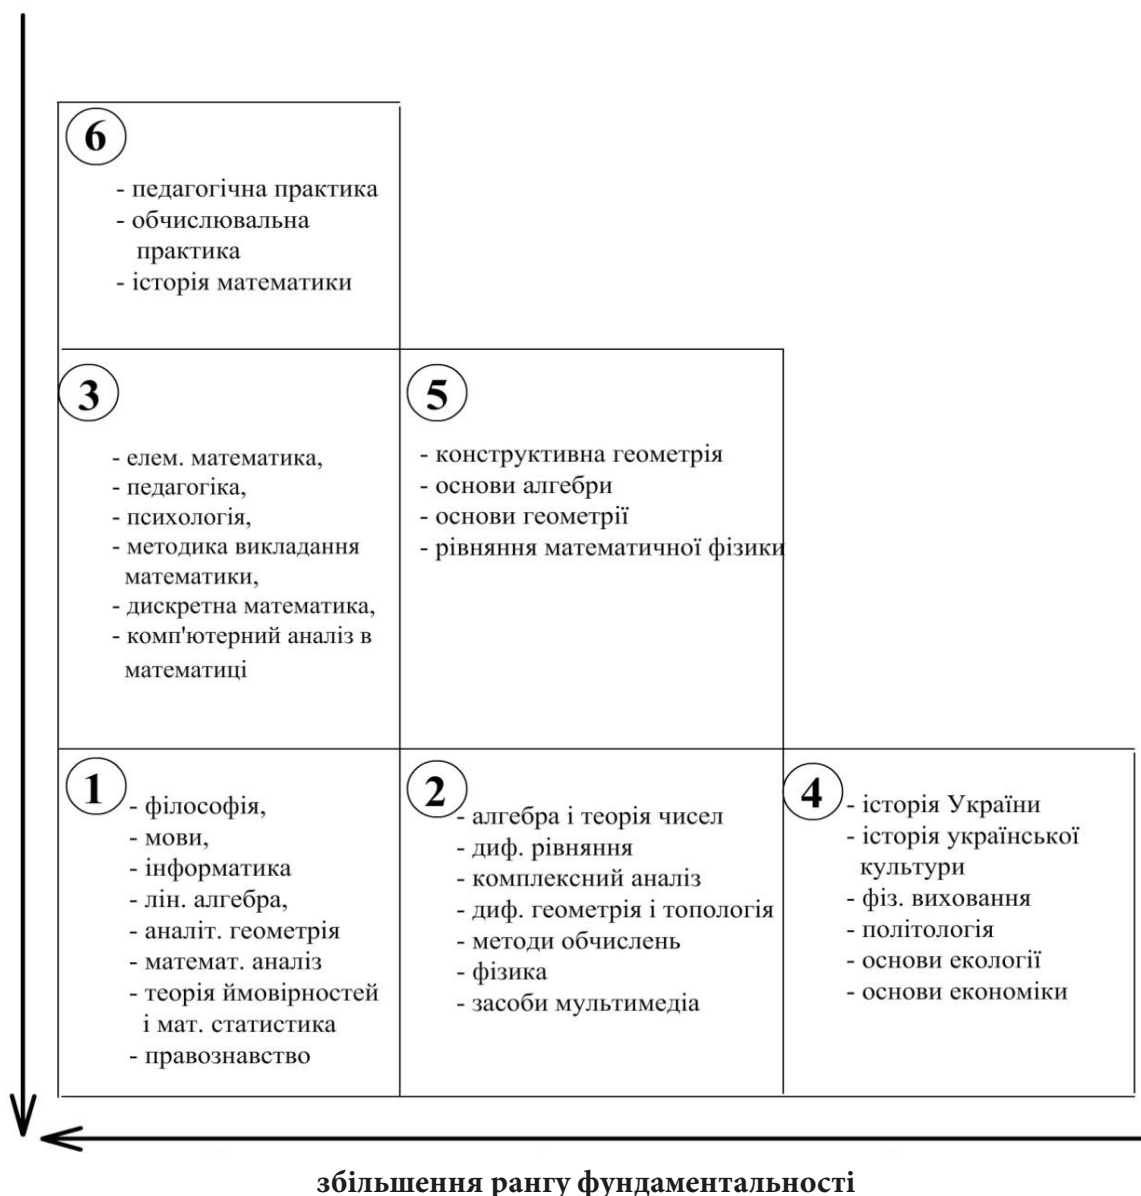 6
- педагогічна практика
- обчислювальна
практика
- історія математики
3
- елем. математика,
- педагогіка,
- психологія,
- методика викладання
математики,
- дискретна математика,
- комп'ютерний аналіз в
математиці
5
- конструктивна геометрія
- основи алгебри
- основи геометрії
- рівняння математичної фізики
1
- філософія,
- мови,
- інформатика
- лін. алгебра,
- аналіт. геометрія
- математ. аналіз
- теорія ймовірностей
і мат. статистика
- правознавство
2
- алгебра і теорія чисел
- диф. рівняння
- комплексний аналіз
- диф. геометрія і топологія
- методи обчислень
- фізика
- засоби мультимедіа
4
- історія України
- історія української
культури
- фіз. виховання
- політологія
- основи екології
- основи економіки
збільшення рангу фундаментальності